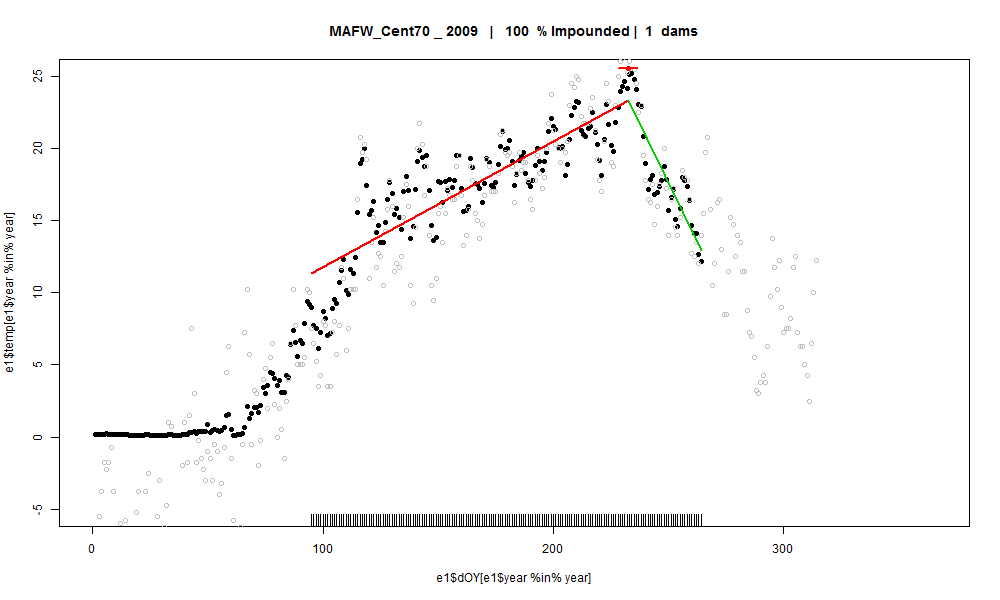 MAFW_Cent70 _ 2009 | 100 % Impounded | 1 dams
25
20
15
10
5
0
-5
e1$temp[e1$year %in% year]
0 100 200 300
e1$dOY[e1$year %in% year]